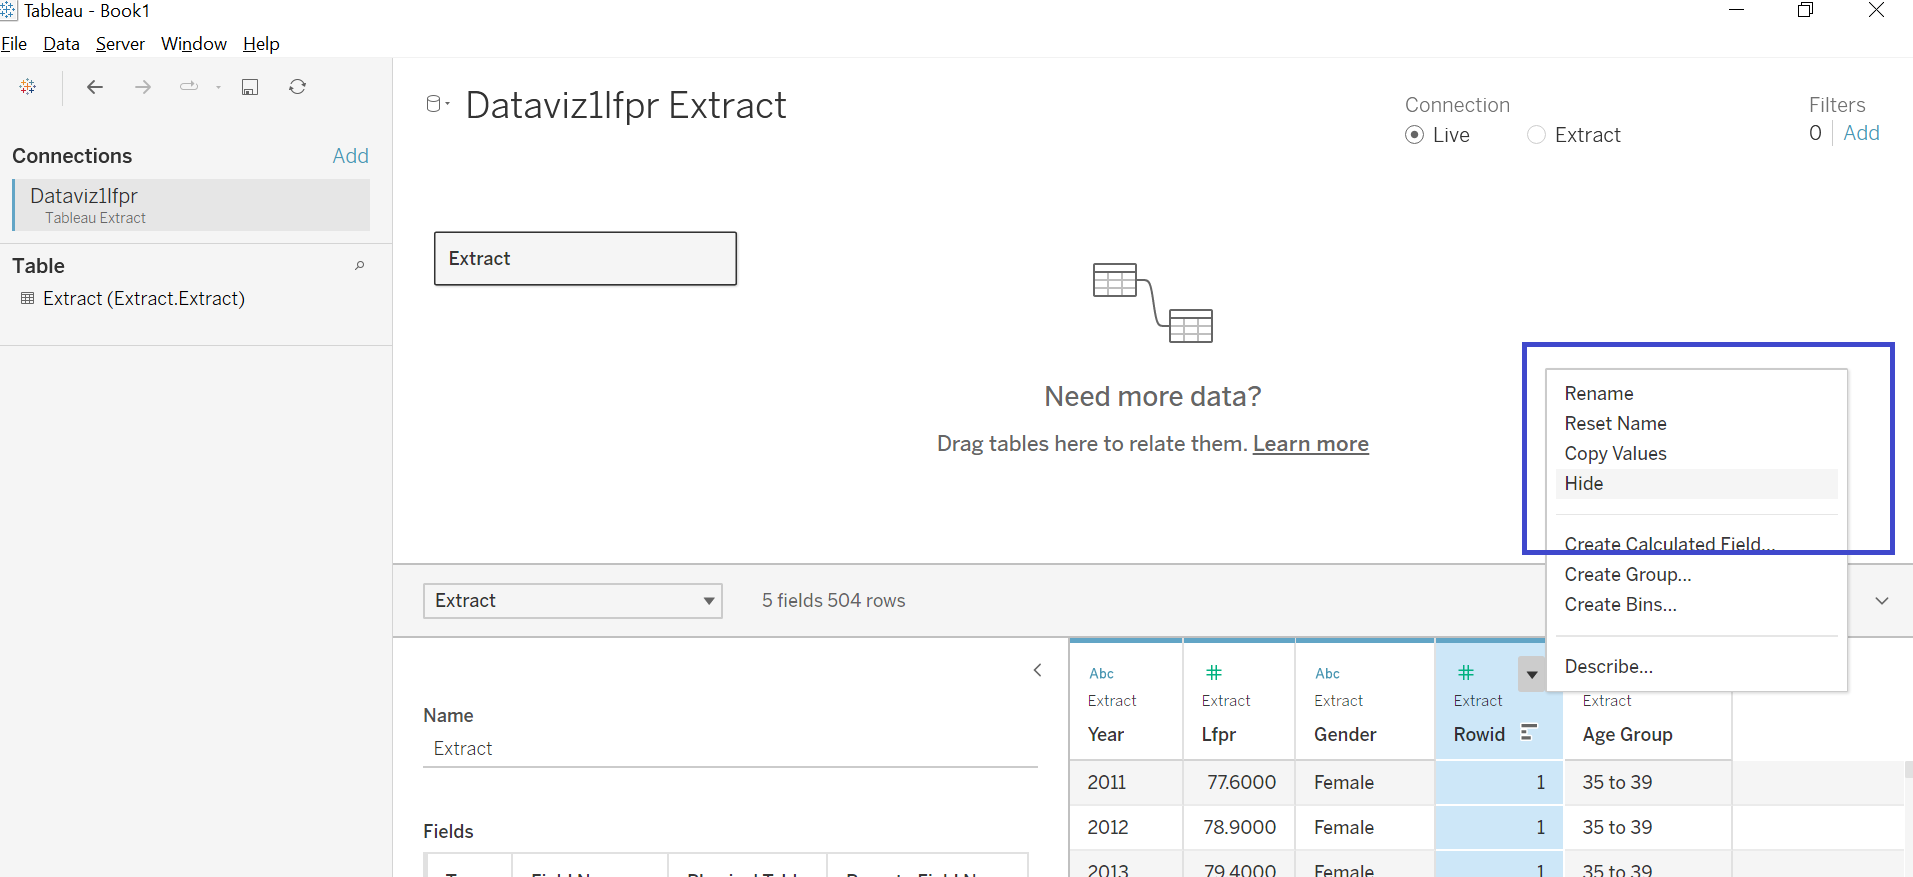 Tableau - Book1
File Data Server Window Help
Dataviz1lfpr Extract
Connection
Live Extract
Filters
0 Add
Connections Add
Dataviz1lfpr
Tableau Extract
Table
Extract (Extract.Extract)
Extract
Need more data?
Drag tables here to relate them. Learn more
Rename
Reset Name
Copy Values
Hide
Create Calculated Field...
Create Group...
Create Bins...
Describe...
Extract 5 fields 504 rows
Name
Extract
Fields
Abc # Abc #
Extract Extract Extract Extract Extract
Year Lfpr Gender Rowid Age Group
2011 77.6000 Female 1 35 to 39
2012 78.9000 Female 1 35 to 39
2013 79.4000 Female 1 35 to 39